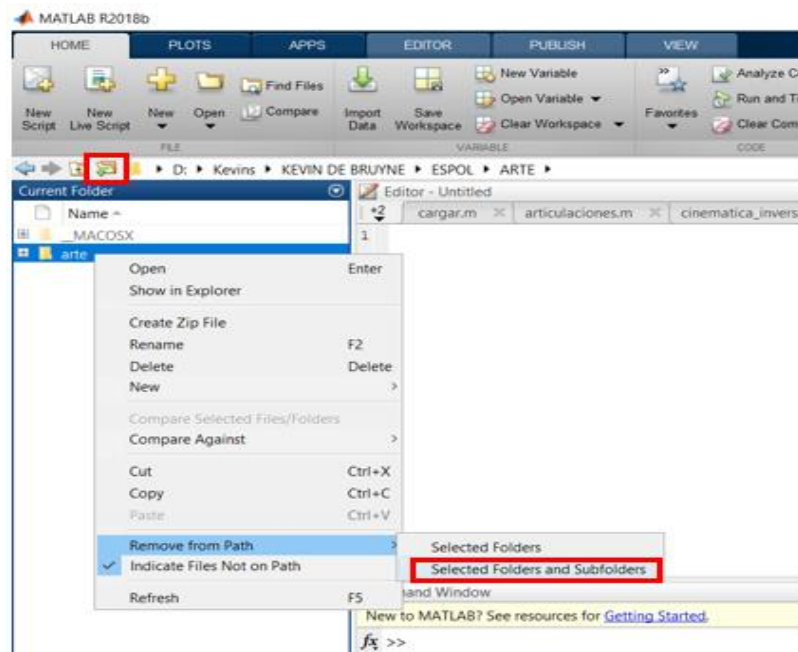 MATLAB R2018b
HOME PLOTS APPS EDITOR PUBLISH VIEW
New Script
New Live Script
New
Open
Find Files
Compare
Import Data
Save Workspace
New Variable
Open Variable
Clear Workspace
Favorites
Analyze C
Run and T
Clear Com
FILE VARIABLE CODE
D: Kevins KEVIN DE BRUYNE ESPOL ARTE
Current Folder
Editor - Untitled
Name
+2 cargar.m articulaciones.m cinematica_invers
__MACOSX
1
arte
Open Enter
Show in Explorer
Create Zip File
Rename F2
Delete Delete
New
Compare Selected Files/Folders
Compare Against
Cut Ctrl+X
Copy Ctrl+C
Paste Ctrl+V
Remove from Path
Selected Folders
Indicate Files Not on Path
Selected Folders and Subfolders
Refresh F5
and Window
New to MATLAB? See resources for Getting Started.
fx >>